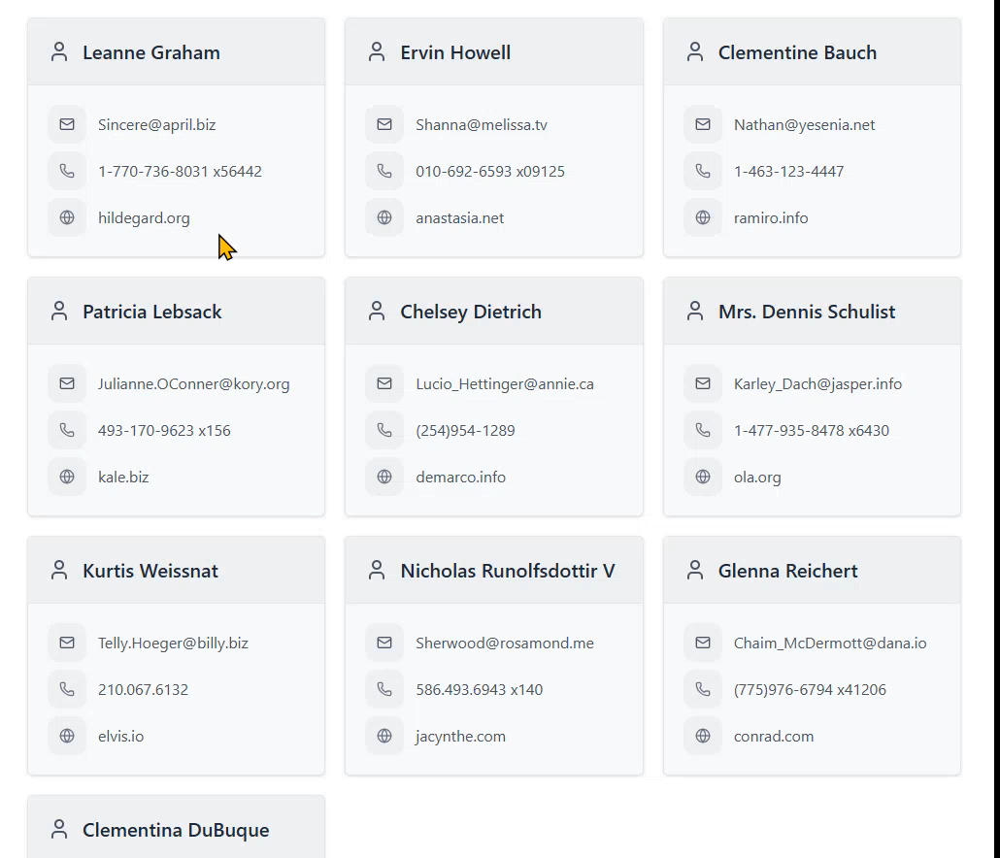 Leanne Graham
Sincere@april.biz
1-770-736-8031 x56442
hildegard.org
Ervin Howell
Shanna@melissa.tv
010-692-6593 x09125
anastasia.net
Clementine Bauch
Nathan@yesenia.net
1-463-123-4447
ramiro.info
Patricia Lebsack
Julianne.OConner@kory.org
493-170-9623 x156
kale.biz
Chelsey Dietrich
Lucio_Hettinger@annie.ca
(254)954-1289
demarco.info
Mrs. Dennis Schulist
Karley_Dach@jasper.info
1-477-935-8478 x6430
ola.org
Kurtis Weissnat
Telly.Hoeger@billy.biz
210.067.6132
elvis.io
Nicholas Runolfsdottir V
Sherwood@rosamond.me
586.493.6943 x140
jacynthe.com
Glenna Reichert
Chaim_McDermott@dana.io
(775)976-6794 x41206
conrad.com
Clementina DuBuque